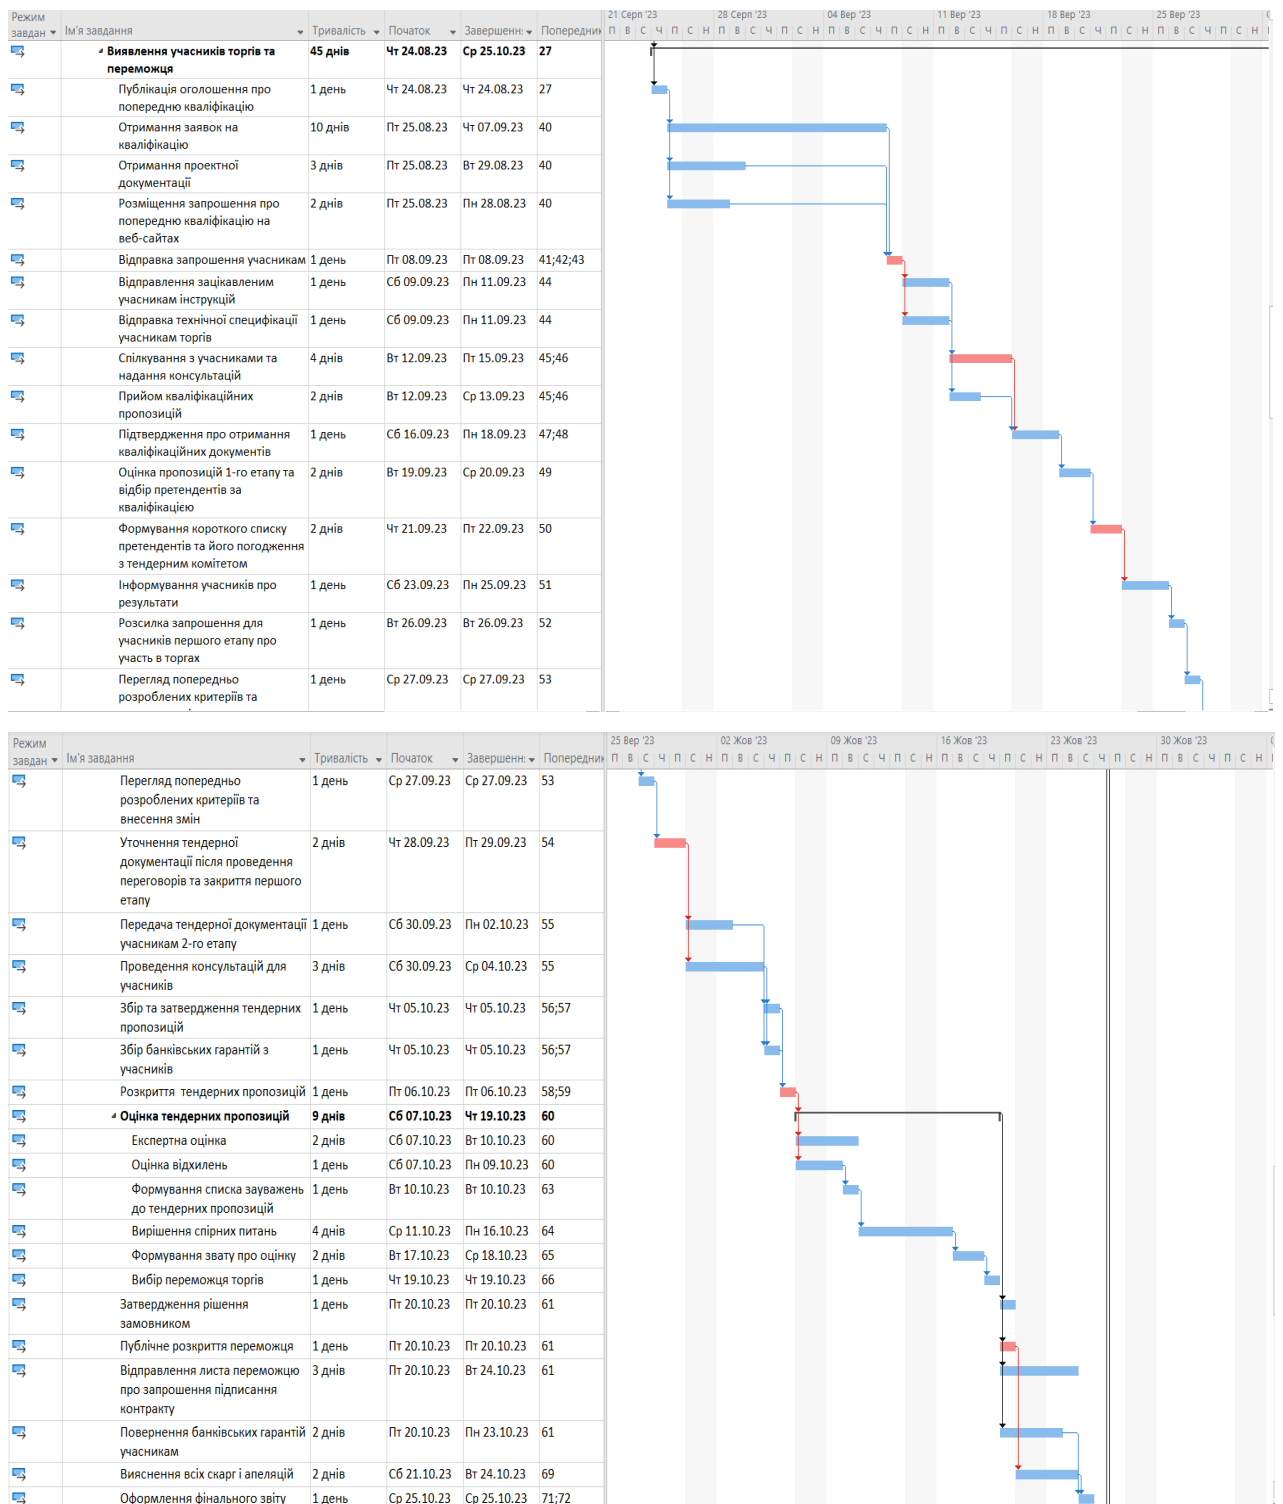 Режим
завдан Ім'я завдання Тривалість Початок Завершенн: Попередник 21 Серп '23 28 Серп '23 04 Вер '23 11 Вер '23 18 Вер '23 25 Вер '23
П В С Ч П С Н П В С Ч П С Н П В С Ч П С Н П В С Ч П С Н П В С Ч П С Н П В С Ч П С Н
Виявлення учасників торгів та 45 днів Чт 24.08.23 Ср 25.10.23 27
переможця
Публікація оголошення про 1 день Чт 24.08.23 Чт 24.08.23 27
попередню кваліфікацію
Отримання заявок на 10 днів Пт 25.08.23 Чт 07.09.23 40
кваліфікацію
Отримання проектної 3 днів Пт 25.08.23 Вт 29.08.23 40
документації
Розміщення запрошення про 2 днів Пт 25.08.23 Пн 28.08.23 40
попередню кваліфікацію на
веб-сайтах
Відправка запрошення учасникам 1 день Пт 08.09.23 Пт 08.09.23 41;42;43
Відправлення зацікавленим 1 день Сб 09.09.23 Пн 11.09.23 44
учасникам інструкцій
Відправка технічної специфікації 1 день Сб 09.09.23 Пн 11.09.23 44
учасникам торгів
Спілкування з учасниками та 4 днів Вт 12.09.23 Пт 15.09.23 45;46
надання консультацій
Прийом кваліфікаційних 2 днів Вт 12.09.23 Ср 13.09.23 45;46
пропозицій
Підтвердження про отримання 1 день Сб 16.09.23 Пн 18.09.23 47;48
кваліфікаційних документів
Оцінка пропозицій 1-го етапу та 2 днів Вт 19.09.23 Ср 20.09.23 49
відбір претендентів за
кваліфікацією
Формування короткого списку 2 днів Чт 21.09.23 Пт 22.09.23 50
претендентів та його погодження
з тендерним комітетом
Інформування учасників про 1 день Сб 23.09.23 Пн 25.09.23 51
результати
Розсилка запрошення для 1 день Вт 26.09.23 Вт 26.09.23 52
учасників першого етапу про
участь в торгах
Перегляд попередньо 1 день Ср 27.09.23 Ср 27.09.23 53
розроблених критеріїв та
Режим
завдан Ім'я завдання Тривалість Початок Завершенн: Попередник 25 Вер '23 02 Жов '23 09 Жов '23 16 Жов '23 23 Жов '23 30 Жов '23
П В С Ч П С Н П В С Ч П С Н П В С Ч П С Н П В С Ч П С Н П В С Ч П С Н П В С Ч П С Н
Перегляд попередньо 1 день Ср 27.09.23 Ср 27.09.23 53
розроблених критеріїв та
внесення змін
Уточнення тендерної 2 днів Чт 28.09.23 Пт 29.09.23 54
документації після проведення
переговорів та закриття першого
етапу
Передача тендерної документації 1 день Сб 30.09.23 Пн 02.10.23 55
учасникам 2-го етапу
Проведення консультацій для 3 днів Сб 30.09.23 Ср 04.10.23 55
учасників
Збір та затвердження тендерних 1 день Чт 05.10.23 Чт 05.10.23 56;57
пропозицій
Збір банківських гарантій з 1 день Чт 05.10.23 Чт 05.10.23 56;57
учасників
Розкриття тендерних пропозицій 1 день Пт 06.10.23 Пт 06.10.23 58;59
Оцінка тендерних пропозицій 9 днів Сб 07.10.23 Чт 19.10.23 60
Експертна оцінка 2 днів Сб 07.10.23 Вт 10.10.23 60
Оцінка відхилень 1 день Сб 07.10.23 Пн 09.10.23 60
Формування списка зауважень 1 день Вт 10.10.23 Вт 10.10.23 63
до тендерних пропозицій
Вирішення спірних питань 4 днів Ср 11.10.23 Пн 16.10.23 64
Формування звату про оцінку 2 днів Вт 17.10.23 Ср 18.10.23 65
Вибір переможця торгів 1 день Чт 19.10.23 Чт 19.10.23 66
Затвердження рішення 1 день Пт 20.10.23 Пт 20.10.23 61
замовником
Публічне розкриття переможця 1 день Пт 20.10.23 Пт 20.10.23 61
Відправлення листа переможцю 3 днів Пт 20.10.23 Вт 24.10.23 61
про запрошення підписання
контракту
Повернення банківських гарантій 2 днів Пт 20.10.23 Пн 23.10.23 61
учасникам
Вияснення всіх скарг і апеляцій 2 днів Сб 21.10.23 Вт 24.10.23 69
Оформлення фінального звіту 1 день Ср 25.10.23 Ср 25.10.23 71;72